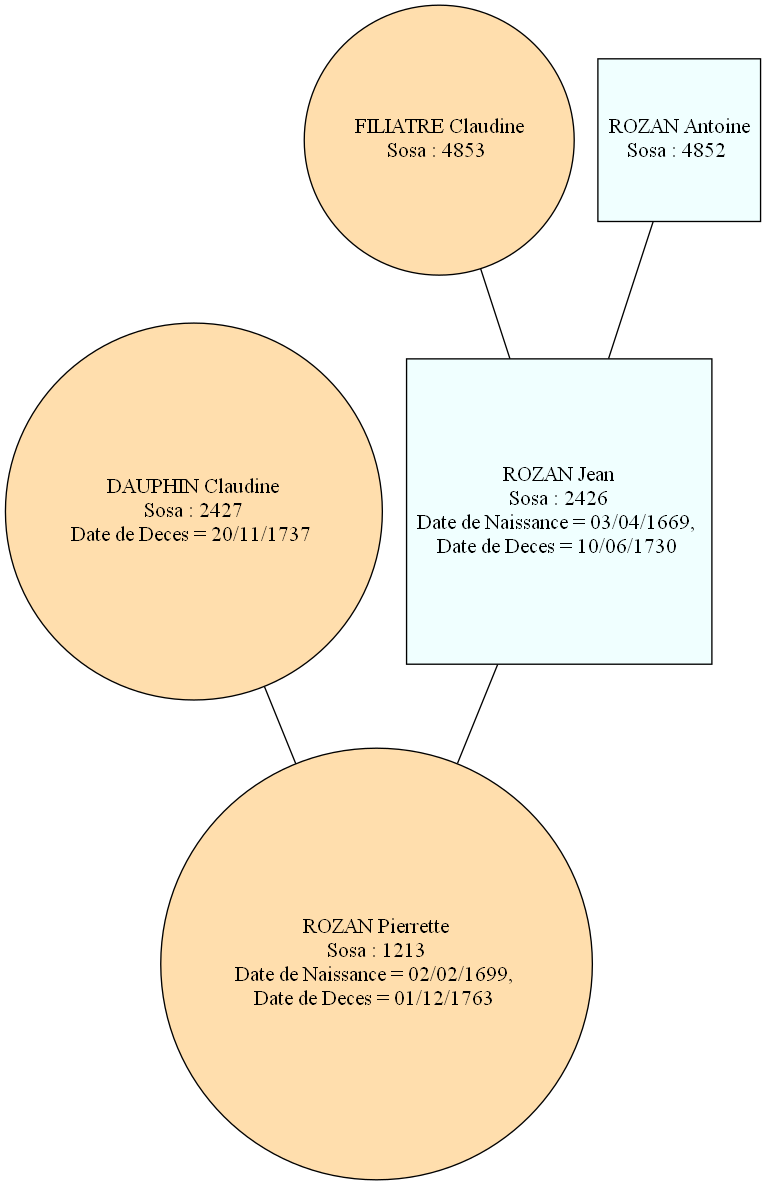 FILIATRE Claudine
Sosa : 4853
ROZAN Antoine
Sosa : 4852
DAUPHIN Claudine
Sosa : 2427
Date de Deces = 20/11/1737
ROZAN Jean
Sosa : 2426
Date de Naissance = 03/04/1669,
Date de Deces = 10/06/1730
ROZAN Pierrette
Sosa : 1213
Date de Naissance = 02/02/1699,
Date de Deces = 01/12/1763